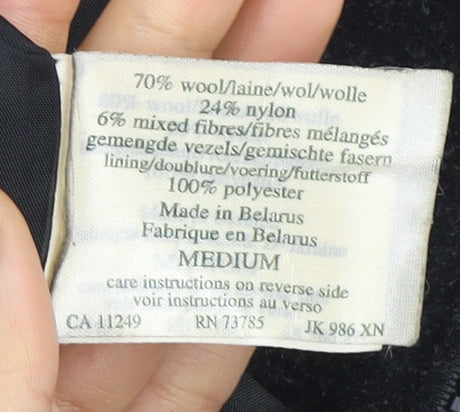 70% wool/laine/wol/wolle
24% nylon
6% mixed fibres/fibres mélangés
gemengde vezels/gemischte fasern
lining/doublure/voering/futterstoff
100% polyester
Made in Belarus
Fabrique en Belarus
MEDIUM
care instructions on reverse side
voir instructions au verso
CA 11249 RN 73785 JK 986 XN